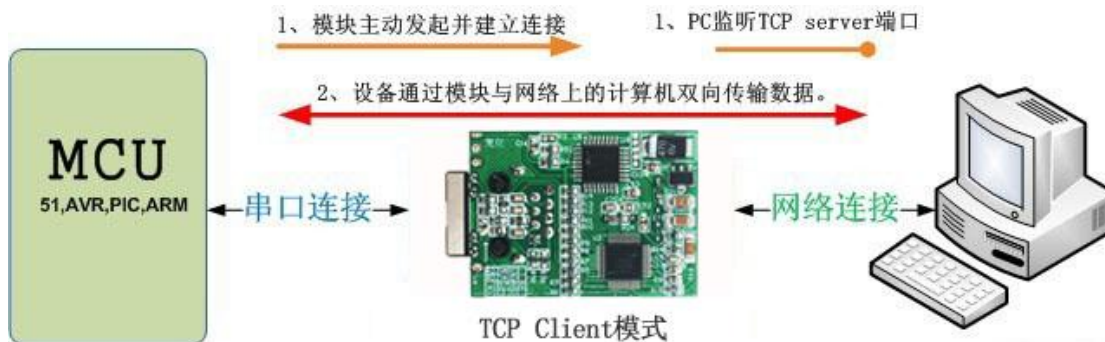 1、模块主动发起并建立连接
1、PC监听TCP server端口
2、设备通过模块与网络上的计算机双向传输数据。
MCU
51,AVR,PIC,ARM
串口连接
网络连接
TCP Client模式